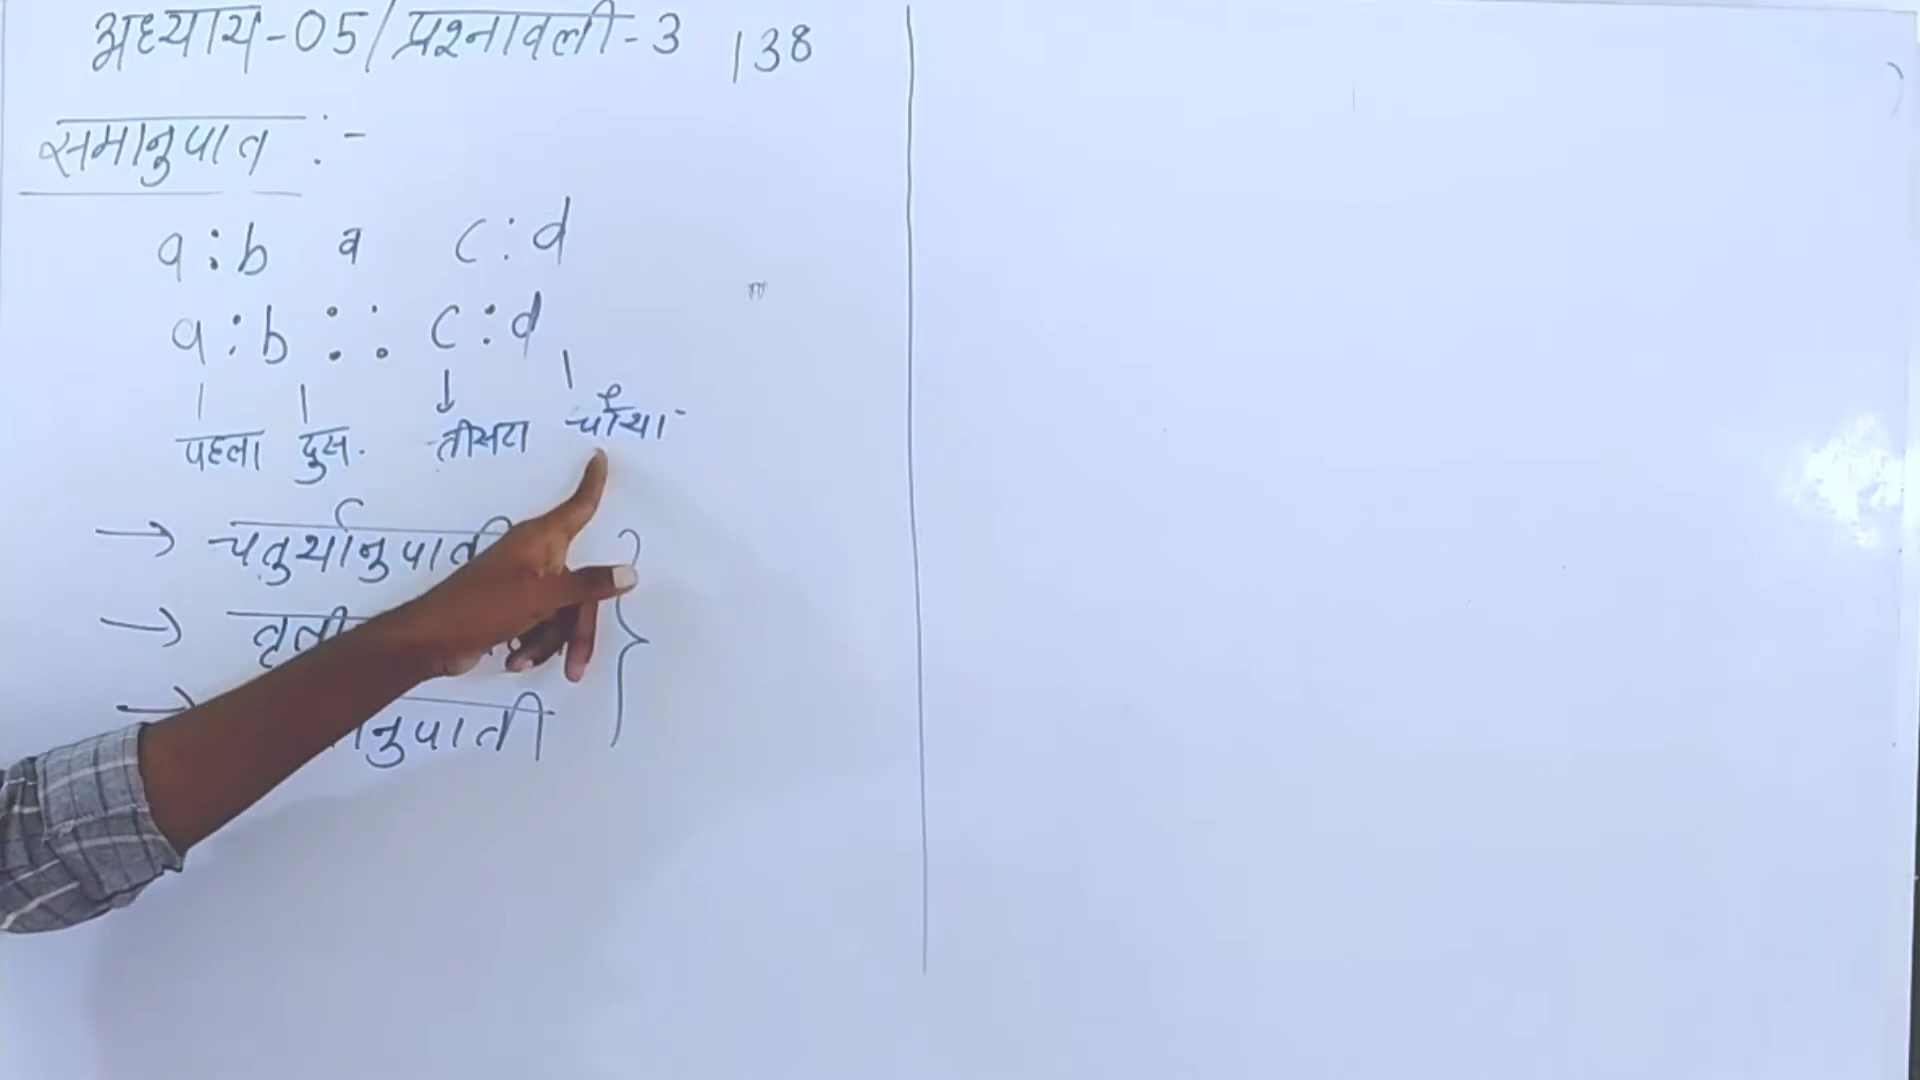 अध्याय-05/प्रश्नावली-3 138
समानुपात :-
a:b व c:d
a:b :: c:d
पहला दुस. तीसरा चौथा
→ चतुर्थानुपाती
→
→ नुपाती